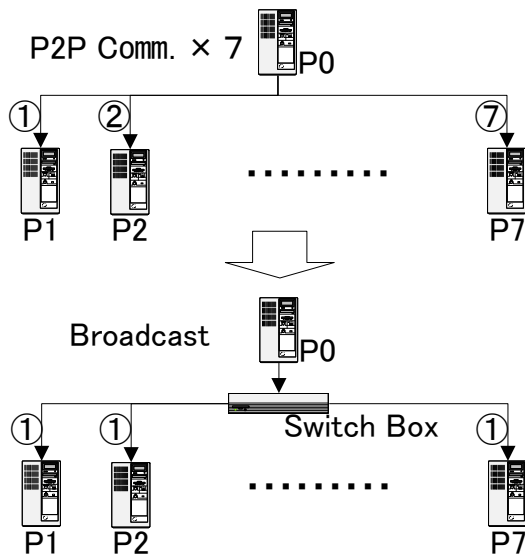 P2P Comm. × 7
P0
① ② ⑦
P1 P2 ⋯⋯⋯ P7
Broadcast
P0
Switch Box
① ① ①
P1 P2 ⋯⋯⋯ P7